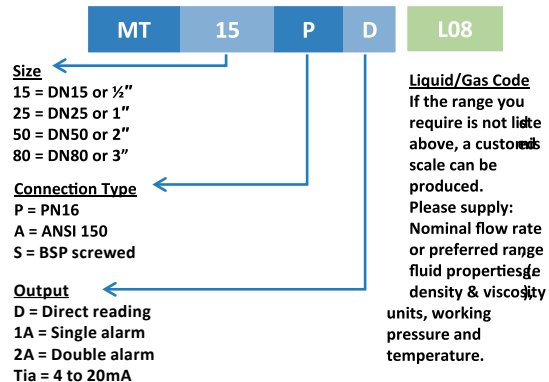 MT 15 P D L08
Size
15 = DN15 or ½"
25 = DN25 or 1"
50 = DN50 or 2"
80 = DN80 or 3"
Connection Type
P = PN16
A = ANSI 150
S = BSP screwed
Output
D = Direct reading
1A = Single alarm
2A = Double alarm
Tia = 4 to 20mA
Liquid/Gas Code
If the range you
require is not
above, a
scale can be
produced.
Please supply:
Nominal flow rate
or preferred range
fluid properties
density & viscosity
units, working
pressure and
temperature.